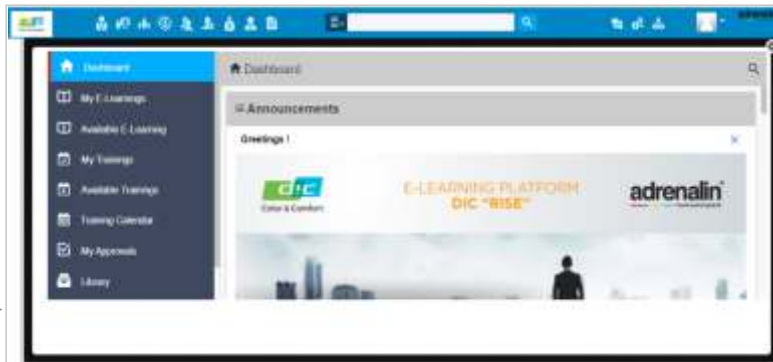 Dashboard
My E-Learnings
Available E-Learning
My Trainings
Available Trainings
Training Calendar
My Approvals
Library
Dashboard
Announcements
Greetings !
dic
Color & Comfort
E-LEARNING PLATFORM
DIC "RISE"
adrenalin